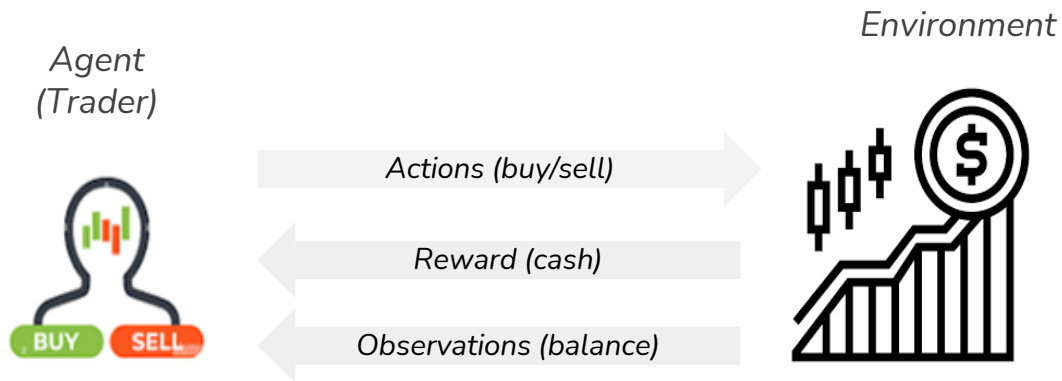 Environment
Agent
(Trader)
Actions (buy/sell)
$
Reward (cash)
Observations (balance)
BUY
SELL